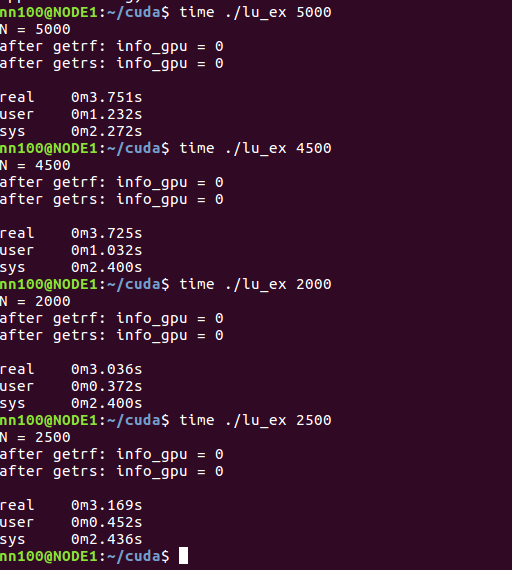 nn100@NODE1:~/cuda$ time ./lu_ex 5000
N = 5000
after getrf: info_gpu = 0
after getrs: info_gpu = 0
real 0m3.751s
user 0m1.232s
sys 0m2.272s
nn100@NODE1:~/cuda$ time ./lu_ex 4500
N = 4500
after getrf: info_gpu = 0
after getrs: info_gpu = 0
real 0m3.725s
user 0m1.032s
sys 0m2.400s
nn100@NODE1:~/cuda$ time ./lu_ex 2000
N = 2000
after getrf: info_gpu = 0
after getrs: info_gpu = 0
real 0m3.036s
user 0m0.372s
sys 0m2.400s
nn100@NODE1:~/cuda$ time ./lu_ex 2500
N = 2500
after getrf: info_gpu = 0
after getrs: info_gpu = 0
real 0m3.169s
user 0m0.452s
sys 0m2.436s
nn100@NODE1:~/cuda$